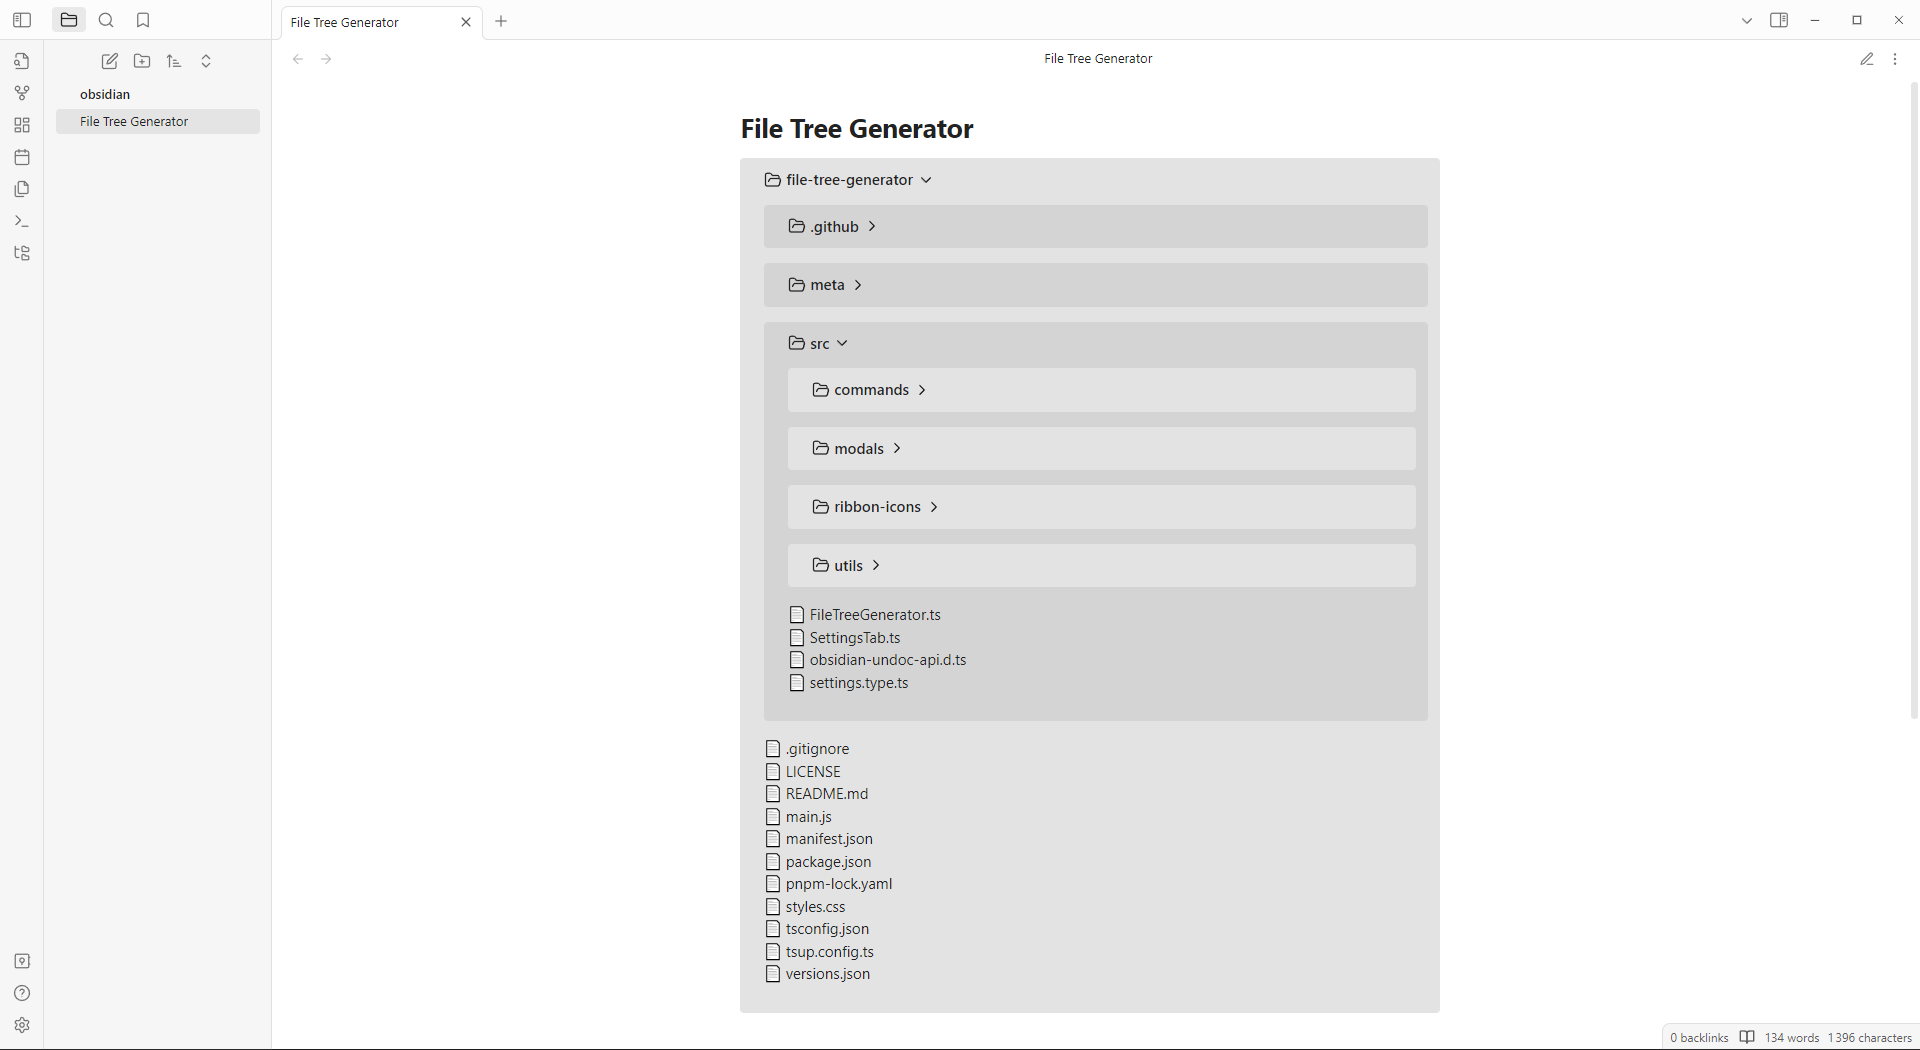 File Tree Generator
File Tree Generator
obsidian
File Tree Generator
File Tree Generator
file-tree-generator
.github
meta
src
commands
modals
ribbon-icons
utils
FileTreeGenerator.ts
SettingsTab.ts
obsidian-undoc-api.d.ts
settings.type.ts
.gitignore
LICENSE
README.md
main.js
manifest.json
package.json
pnpm-lock.yaml
styles.css
tsconfig.json
tsup.config.ts
versions.json
0 backlinks 134 words 1 396 characters